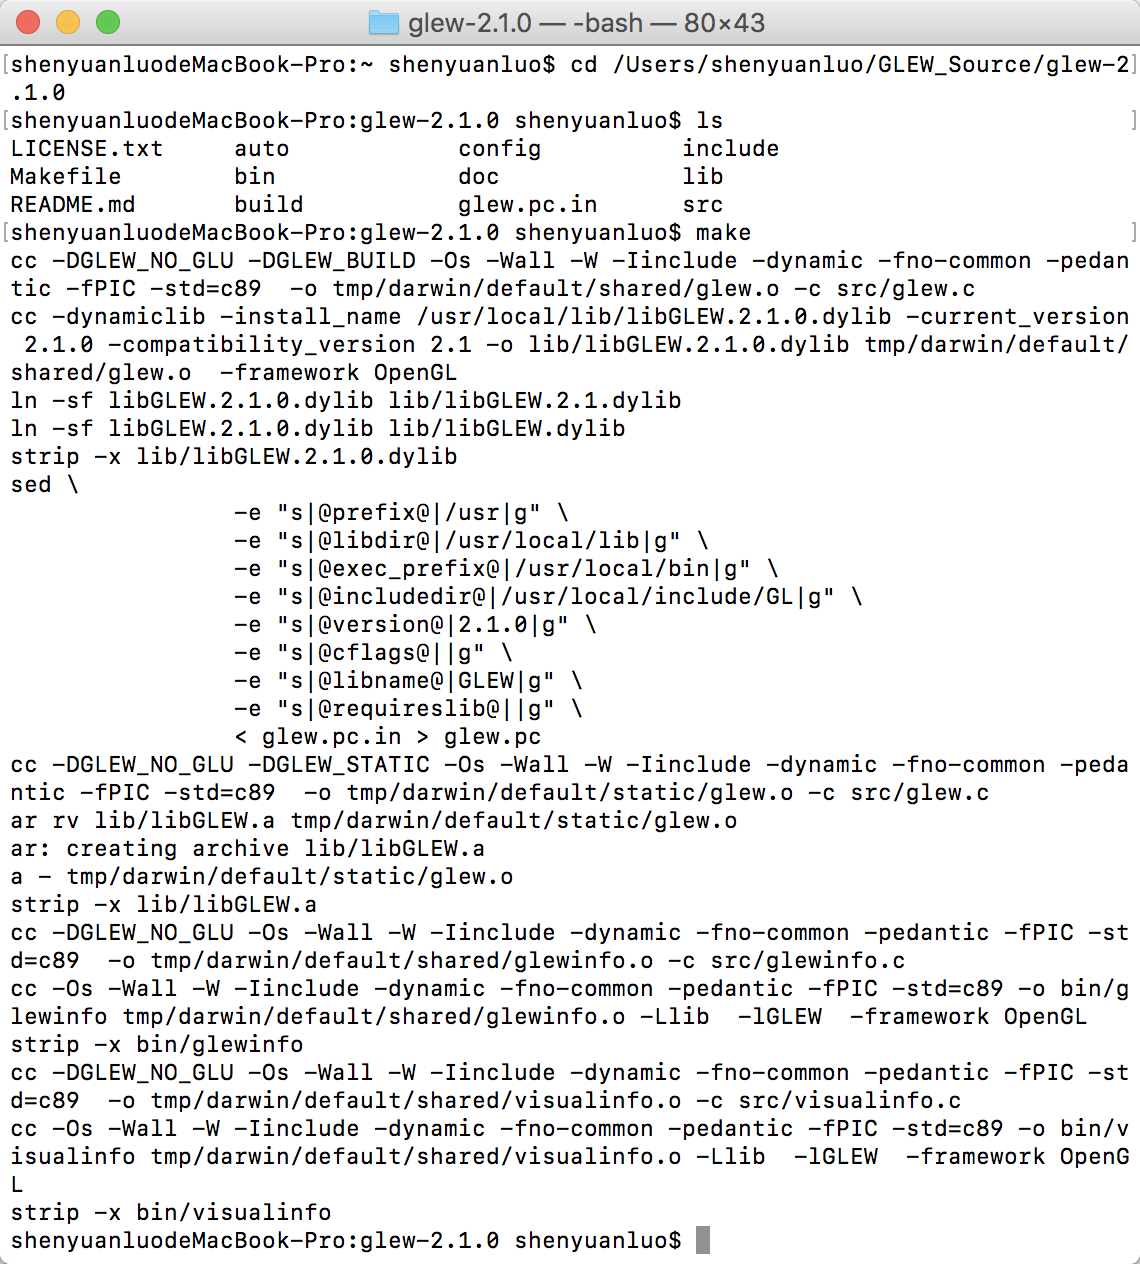 glew-2.1.0 — -bash — 80×43
[shenyuanluodeMacBook-Pro:~ shenyuanluo$ cd /Users/shenyuanluo/GLEW_Source/glew-2]
.1.0
[shenyuanluodeMacBook-Pro:glew-2.1.0 shenyuanluo$ ls ]
LICENSE.txt     auto            config          include
Makefile        bin             doc             lib
README.md       build           glew.pc.in      src
[shenyuanluodeMacBook-Pro:glew-2.1.0 shenyuanluo$ make ]
cc -DGLEW_NO_GLU -DGLEW_BUILD -Os -Wall -W -Iinclude -dynamic -fno-common -pedan
tic -fPIC -std=c89  -o tmp/darwin/default/shared/glew.o -c src/glew.c
cc -dynamiclib -install_name /usr/local/lib/libGLEW.2.1.0.dylib -current_version
 2.1.0 -compatibility_version 2.1 -o lib/libGLEW.2.1.0.dylib tmp/darwin/default/
shared/glew.o  -framework OpenGL
ln -sf libGLEW.2.1.0.dylib lib/libGLEW.2.1.dylib
ln -sf libGLEW.2.1.0.dylib lib/libGLEW.dylib
strip -x lib/libGLEW.2.1.0.dylib
sed \
                -e "s|@prefix@|/usr|g" \
                -e "s|@libdir@|/usr/local/lib|g" \
                -e "s|@exec_prefix@|/usr/local/bin|g" \
                -e "s|@includedir@|/usr/local/include/GL|g" \
                -e "s|@version@|2.1.0|g" \
                -e "s|@cflags@||g" \
                -e "s|@libname@|GLEW|g" \
                -e "s|@requireslib@||g" \
                < glew.pc.in > glew.pc
cc -DGLEW_NO_GLU -DGLEW_STATIC -Os -Wall -W -Iinclude -dynamic -fno-common -peda
ntic -fPIC -std=c89  -o tmp/darwin/default/static/glew.o -c src/glew.c
ar rv lib/libGLEW.a tmp/darwin/default/static/glew.o
ar: creating archive lib/libGLEW.a
a - tmp/darwin/default/static/glew.o
strip -x lib/libGLEW.a
cc -DGLEW_NO_GLU -Os -Wall -W -Iinclude -dynamic -fno-common -pedantic -fPIC -st
d=c89  -o tmp/darwin/default/shared/glewinfo.o -c src/glewinfo.c
cc -Os -Wall -W -Iinclude -dynamic -fno-common -pedantic -fPIC -std=c89 -o bin/g
lewinfo tmp/darwin/default/shared/glewinfo.o -Llib  -lGLEW  -framework OpenGL
strip -x bin/glewinfo
cc -DGLEW_NO_GLU -Os -Wall -W -Iinclude -dynamic -fno-common -pedantic -fPIC -st
d=c89  -o tmp/darwin/default/shared/visualinfo.o -c src/visualinfo.c
cc -Os -Wall -W -Iinclude -dynamic -fno-common -pedantic -fPIC -std=c89 -o bin/v
isualinfo tmp/darwin/default/shared/visualinfo.o -Llib  -lGLEW  -framework OpenG
L
strip -x bin/visualinfo
shenyuanluodeMacBook-Pro:glew-2.1.0 shenyuanluo$